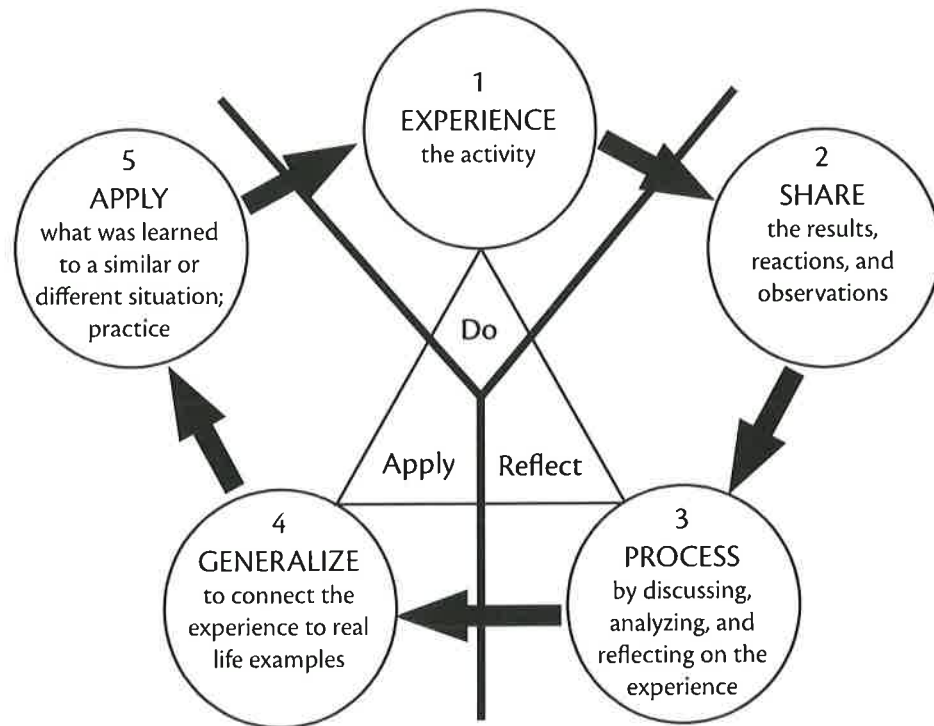 1
EXPERIENCE
the activity
2
SHARE
the results,
reactions, and
observations
3
PROCESS
by discussing,
analyzing, and
reflecting on the
experience
4
GENERALIZE
to connect the
experience to real
life examples
5
APPLY
what was learned
to a similar or
different situation;
practice
Do
Apply
Reflect